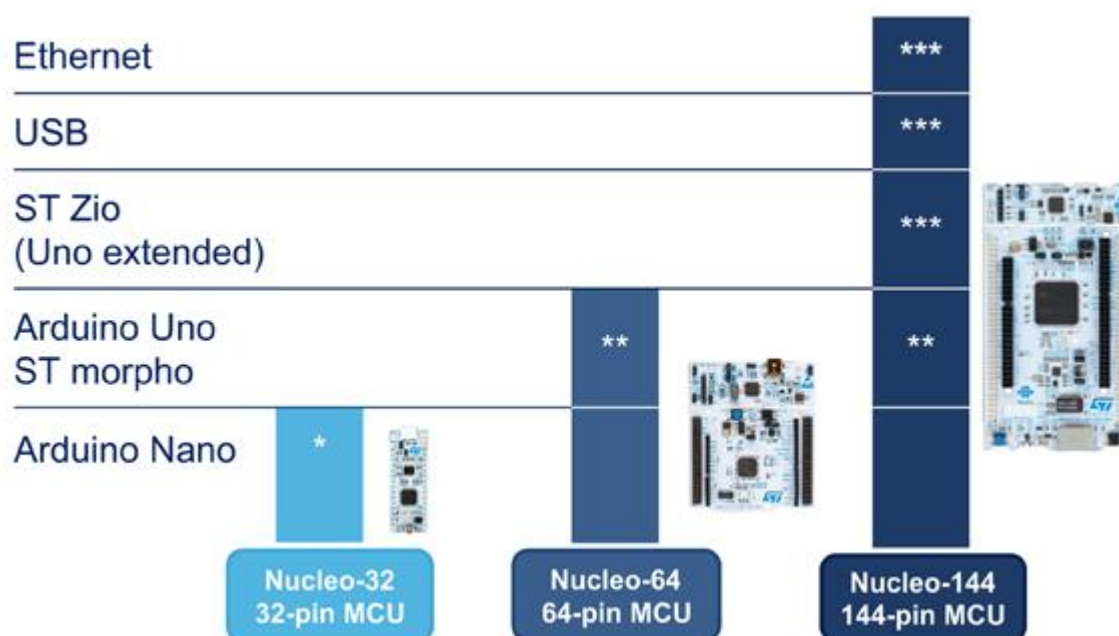 Ethernet
***
USB
***
ST Zio
(Uno extended)
***
Arduino Uno
ST morpho
**
**
Arduino Nano
*
Nucleo-32
32-pin MCU
Nucleo-64
64-pin MCU
Nucleo-144
144-pin MCU